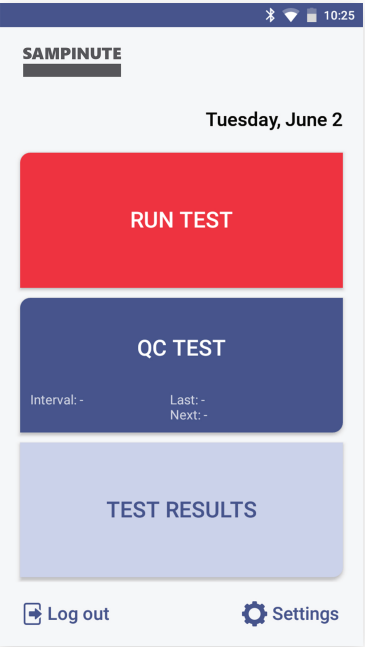 10:25
SAMPINUTE
Tuesday, June 2
RUN TEST
QC TEST
Interval: -
Last: -
Next: -
TEST RESULTS
Log out
Settings